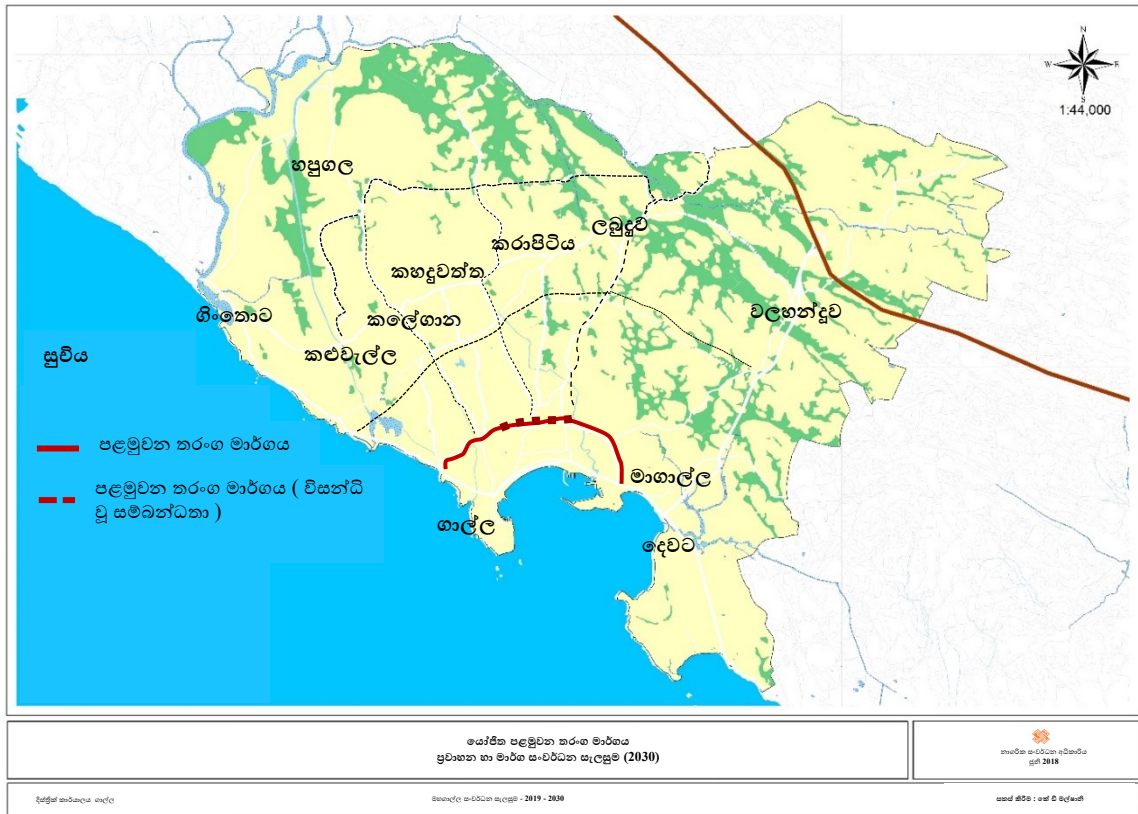 N
W E
S
1:44,000
හපුගල
ලබුදූව
කරාපිටිය
කහදූවත්ත
වලහන්දූව
ගිංතොට
කලේගාන
කළුවැල්ල
සූචිය
පළමුවන තරංග මාර්ගය
පළමුවන තරංග මාර්ගය ( විසන්ධි
වූ සම්බන්ධතා )
මාගාල්ල
ගාල්ල
දෙවට
යෝජිත පළමුවන තරංග මාර්ගය
ප්‍රවාහන හා මාර්ග සංවර්ධන සැලසුම (2030)
නාගරික සංවර්ධන අධිකාරිය
ජුනි 2018
දිස්ත්‍රික් කාර්යාලය ගාල්ල
මහගාල්ල සංවර්ධන සැලසුම - 2019 - 2030
සකස් කිරීම : කේ ඩී මල්ෂානි